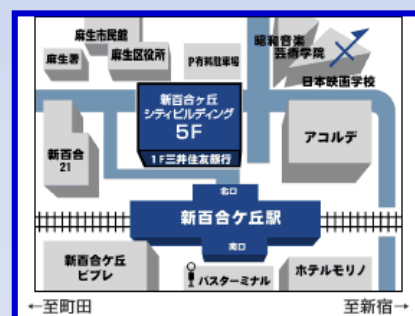 麻生市民館
麻生署
麻生区役所
P有料駐車場
昭和音楽
芸術学院
日本映画学校
新百合ヶ丘
シティビルディング
5F
1F三井住友銀行
新百合
21
アコルデ
北口
新百合ケ丘駅
南口
新百合ケ丘
ビブレ
バスターミナル
ホテルモリノ
←至町田
至新宿→